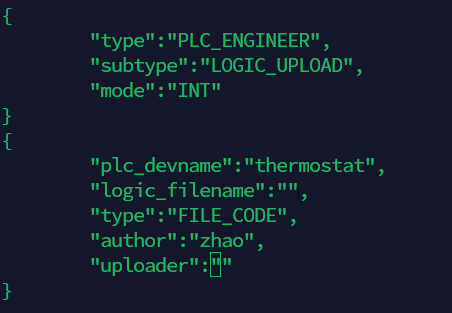 {
"type":"PLC_ENGINEER",
"subtype":"LOGIC_UPLOAD",
"mode":"INT"
}
{
"plc_devname":"thermostat",
"logic_filename":"",
"type":"FILE_CODE",
"author":"zhao",
"uploader":""
}